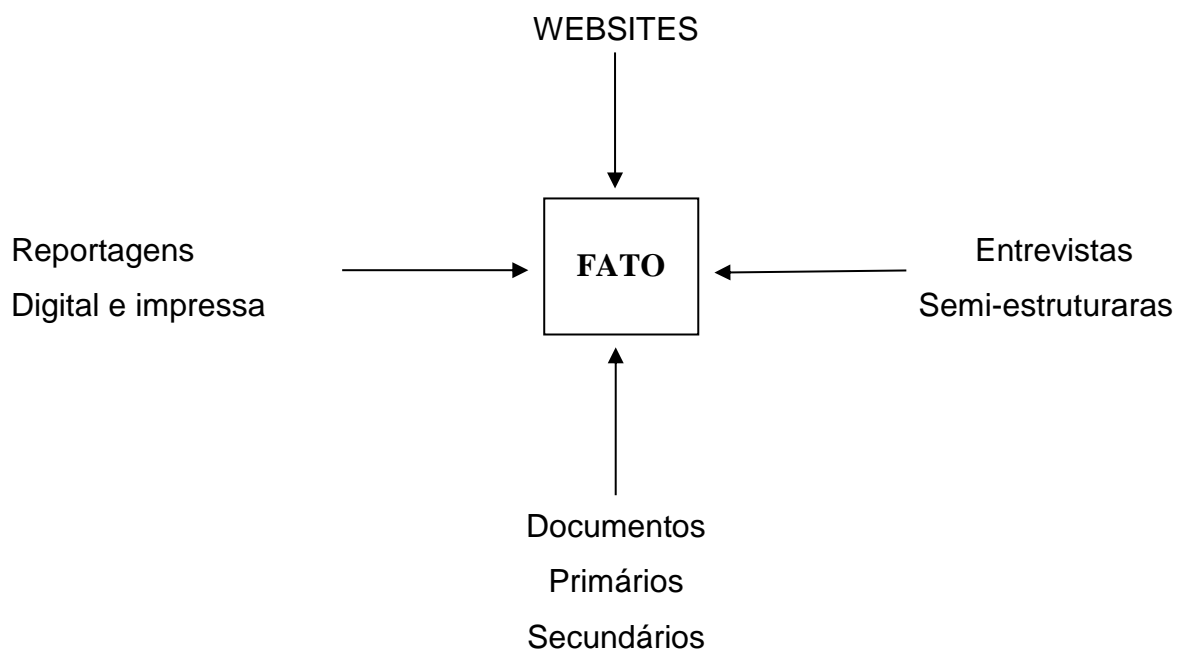 WEBSITES
Reportagens
Digital e impressa
FATO
Entrevistas
Semi-estruturaras
Documentos
Primários
Secundários